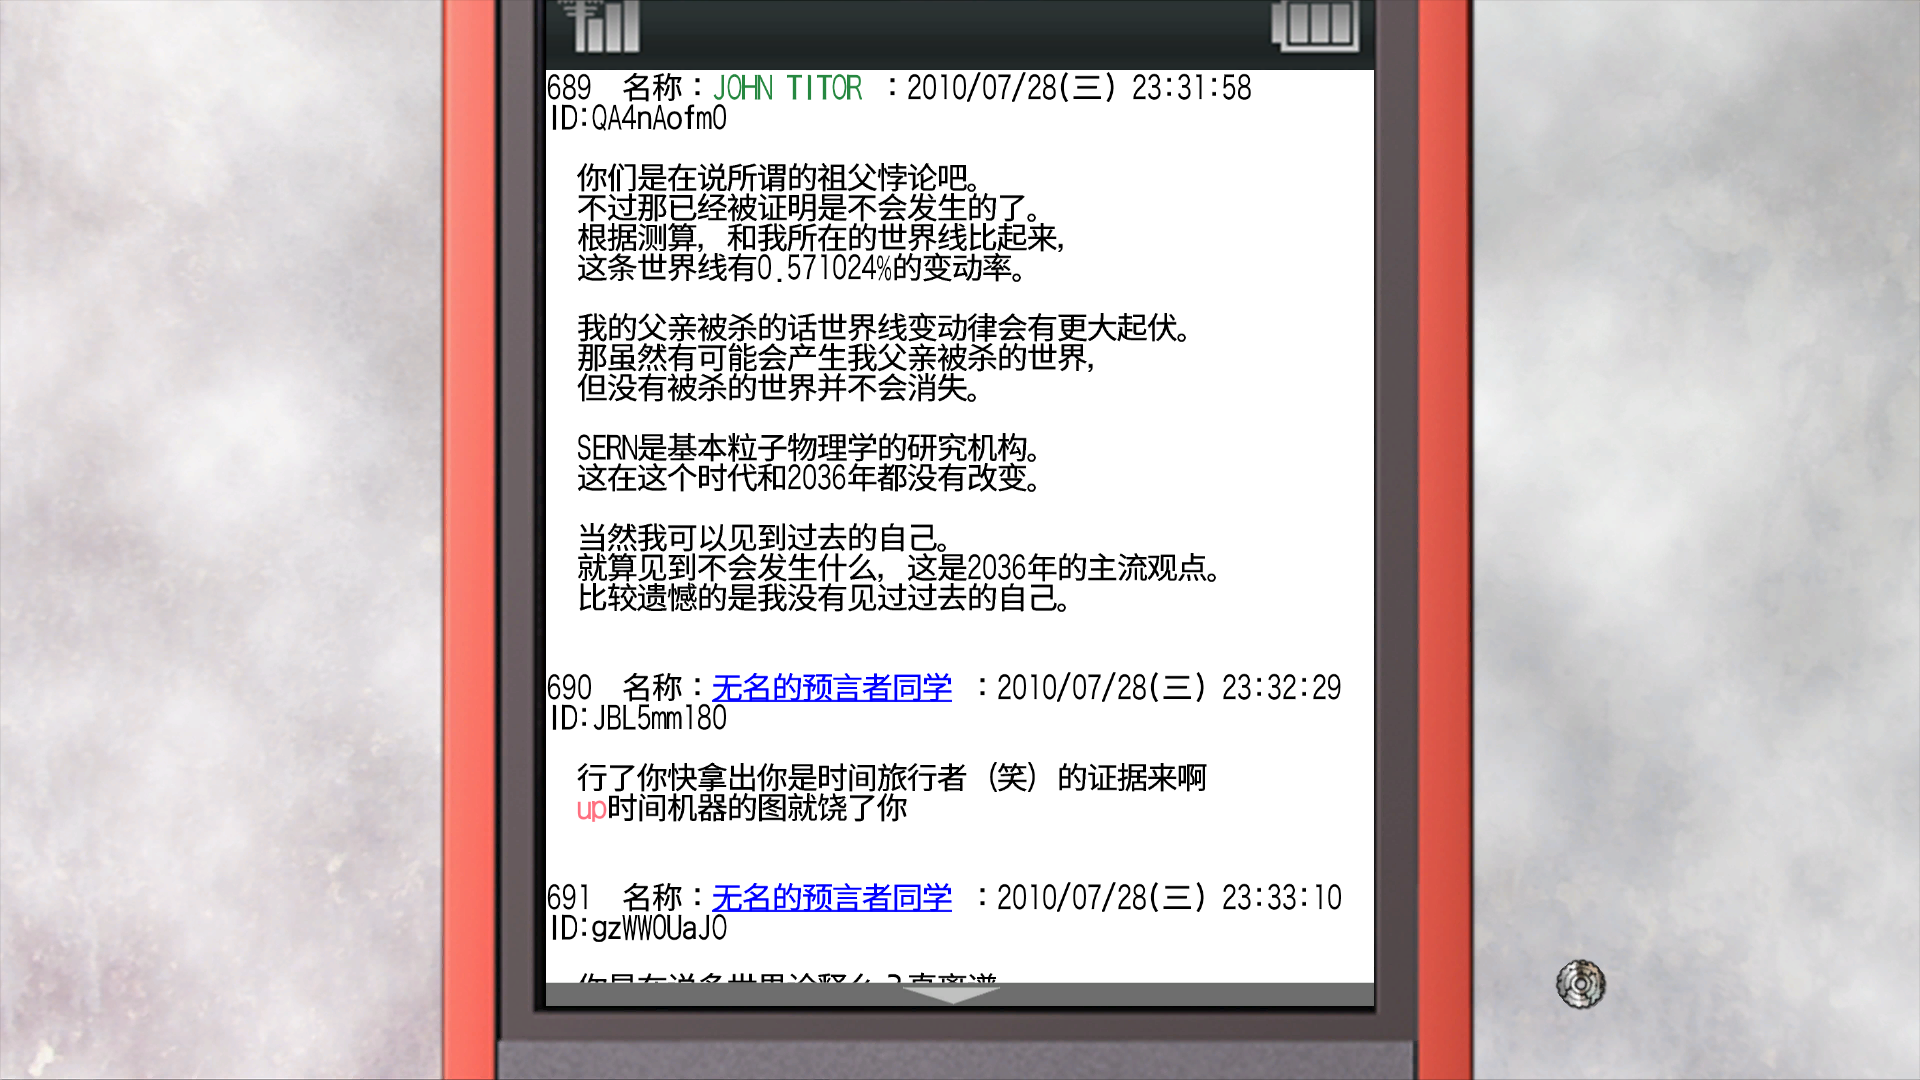 689 名称：JOHN TITOR ：2010/07/28(三) 23:31:58
ID:QA4nAofm0
你们是在说所谓的祖父悖论吧。
不过那已经被证明是不会发生的了。
根据测算，和我所在的世界线比起来，
这条世界线有0.571024%的变动率。
我的父亲被杀的话世界线变动律会有更大起伏。
那虽然有可能会产生我父亲被杀的世界，
但没有被杀的世界并不会消失。
SERN是基本粒子物理学的研究机构。
这在这个时代和2036年都没有改变。
当然我可以见到过去的自己。
就算见到不会发生什么，这是2036年的主流观点。
比较遗憾的是我没有见过过去的自己。
690 名称：无名的预言者同学 ：2010/07/28(三) 23:32:29
ID:JBL5mm180
行了你快拿出你是时间旅行者（笑）的证据来啊
up时间机器的图就饶了你
691 名称：无名的预言者同学 ：2010/07/28(三) 23:33:10
ID:gzWW0UaJ0
你是在说多世界诠释么？真离谱